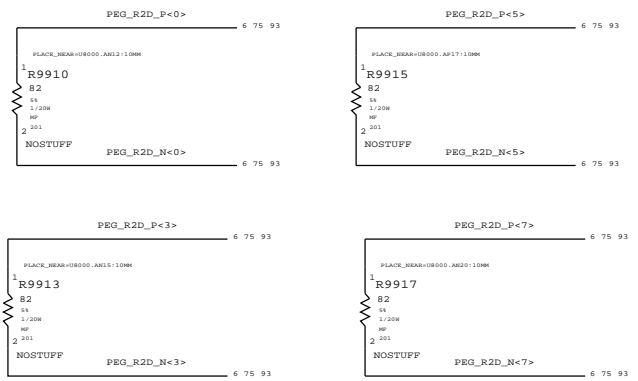 PEG_R2D_P<0>
6 75 93
PLACE_NEAR=U8000.AN12:10MM
1
R9910
82
5%
1/20W
MF
201
2
NOSTUFF
PEG_R2D_N<0>
6 75 93
PEG_R2D_P<5>
6 75 93
PLACE_NEAR=U8000.AP17:10MM
1
R9915
82
5%
1/20W
MF
201
2
NOSTUFF
PEG_R2D_N<5>
6 75 93
PEG_R2D_P<3>
6 75 93
PLACE_NEAR=U8000.AN15:10MM
1
R9913
82
5%
1/20W
MF
201
2
NOSTUFF
PEG_R2D_N<3>
6 75 93
PEG_R2D_P<7>
6 75 93
PLACE_NEAR=U8000.AN20:10MM
1
R9917
82
5%
1/20W
MF
201
2
NOSTUFF
PEG_R2D_N<7>
6 75 93